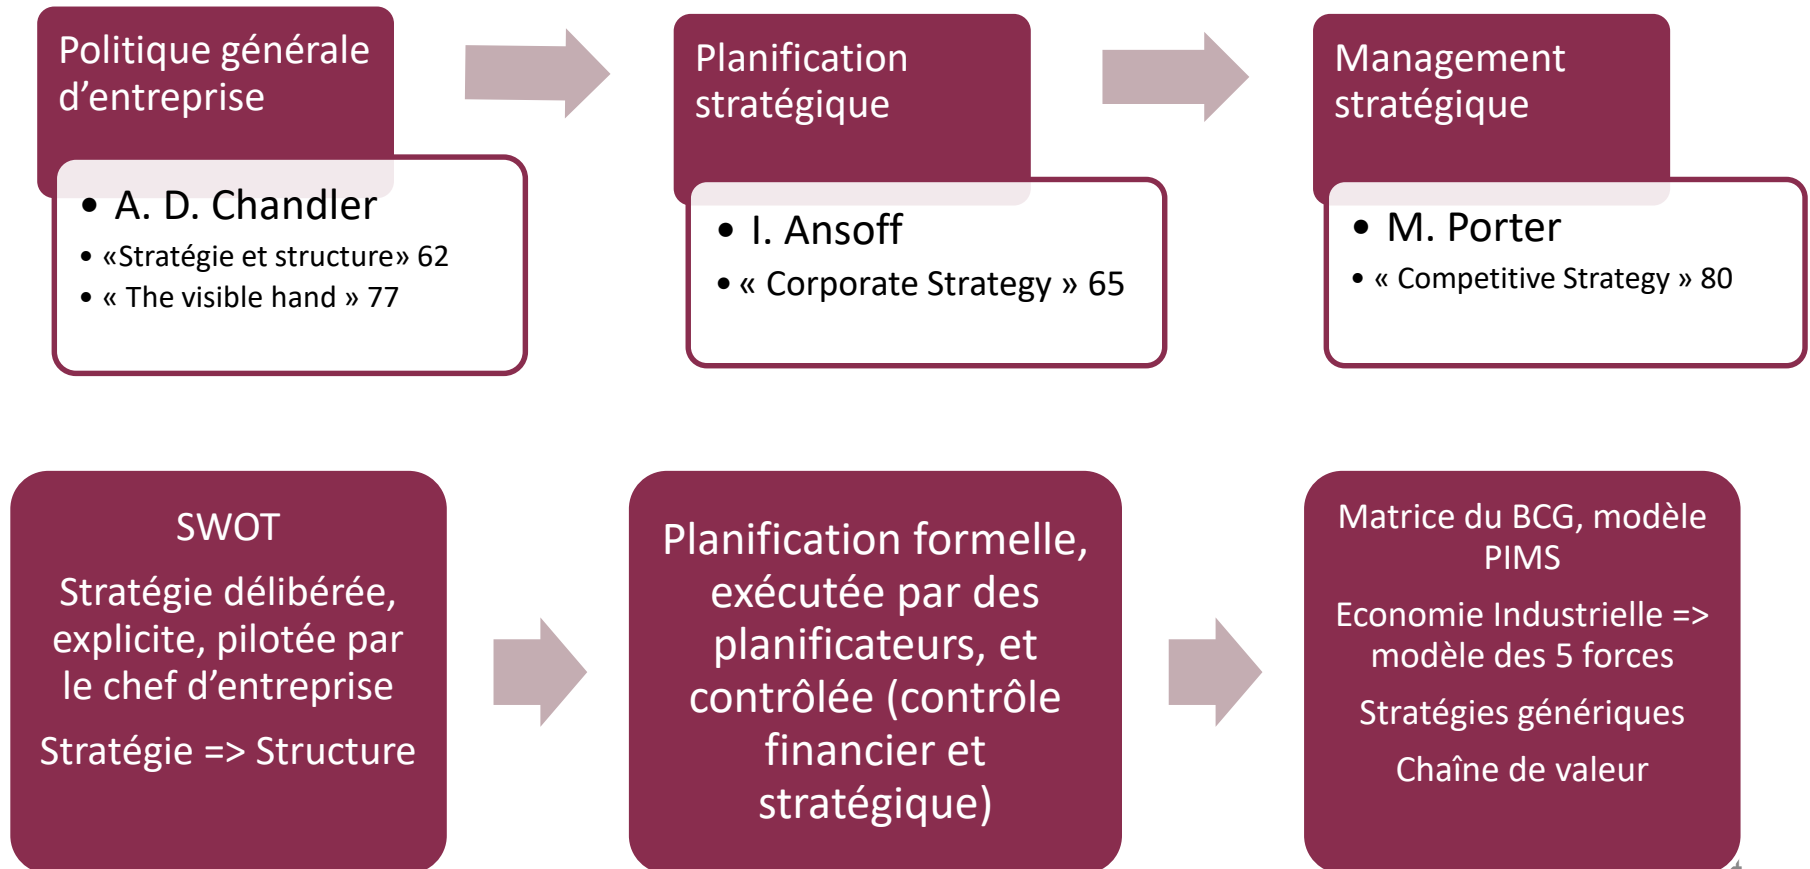 Politique générale
d’entreprise
• A. D. Chandler
• «Stratégie et structure» 62
• « The visible hand » 77
Planification
stratégique
• I. Ansoff
• « Corporate Strategy » 65
Management
stratégique
• M. Porter
• « Competitive Strategy » 80
SWOT
Stratégie délibérée,
explicite, pilotée par
le chef d’entreprise
Stratégie => Structure
Planification formelle,
exécutée par des
planificateurs, et
contrôlée (contrôle
financier et
stratégique)
Matrice du BCG, modèle
PIMS
Economie Industrielle =>
modèle des 5 forces
Stratégies génériques
Chaîne de valeur